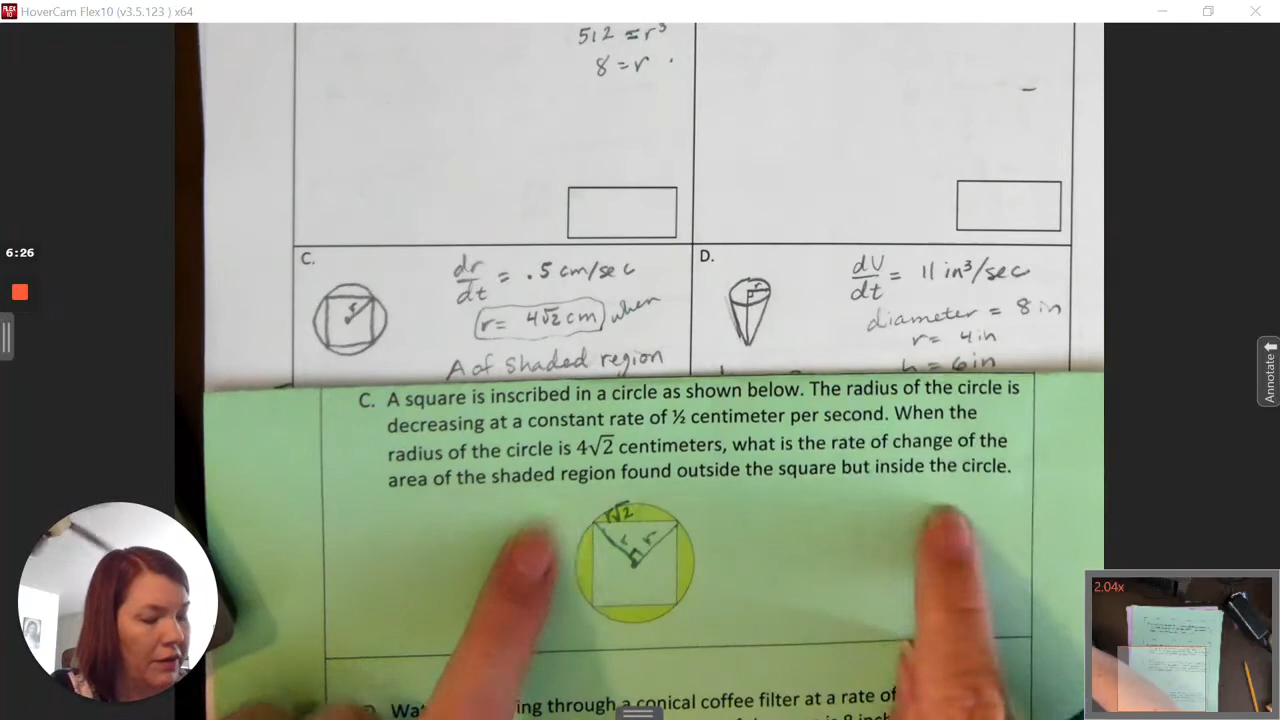 FLEX 10 HoverCam Flex10 (v3.5.123) x64
512 = r³
8 = r
6:26
C.
dr/dt = .5 cm/sec
r = 4√2 cm when
A of shaded region
r
D.
dV/dt = 11 in³/sec
diameter = 8 in
r = 4 in
h = 6 in
r
Annotate
C. A square is inscribed in a circle as shown below. The radius of the circle is
decreasing at a constant rate of ½ centimeter per second. When the
radius of the circle is 4√2 centimeters, what is the rate of change of the
area of the shaded region found outside the square but inside the circle.
r√2
r r
ing through a conical coffee filter at a rate of
2.04x